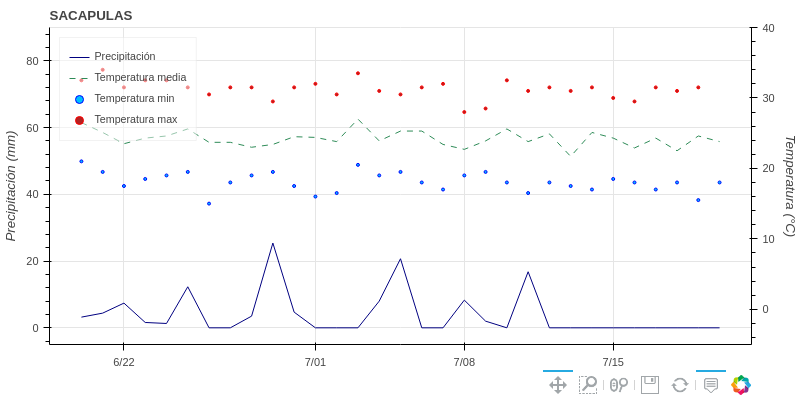 SACAPULAS
Precipitación
Temperatura media
Temperatura min
Temperatura max
Precipitación (mm)
80
60
40
20
0
Temperatura (°C)
40
30
20
10
0
6/22
7/01
7/08
7/15